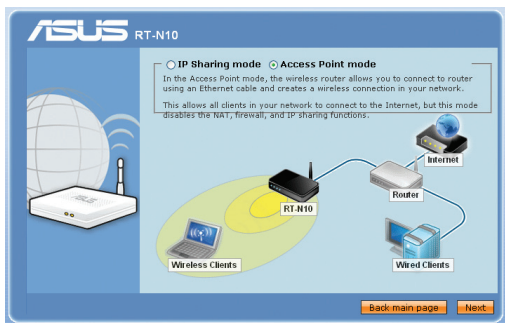 ASUS RT-N10
IP Sharing mode Access Point mode
In the Access Point mode, the wireless router allows you to connect to router
using an Ethernet cable and creates a wireless connection in your network.
This allows all clients in your network to connect to the Internet, but this mode
disables the NAT, firewall, and IP sharing functions.
Internet
Router
RT-N10
ASUS
Wireless Clients
Wired Clients
Back main page Next